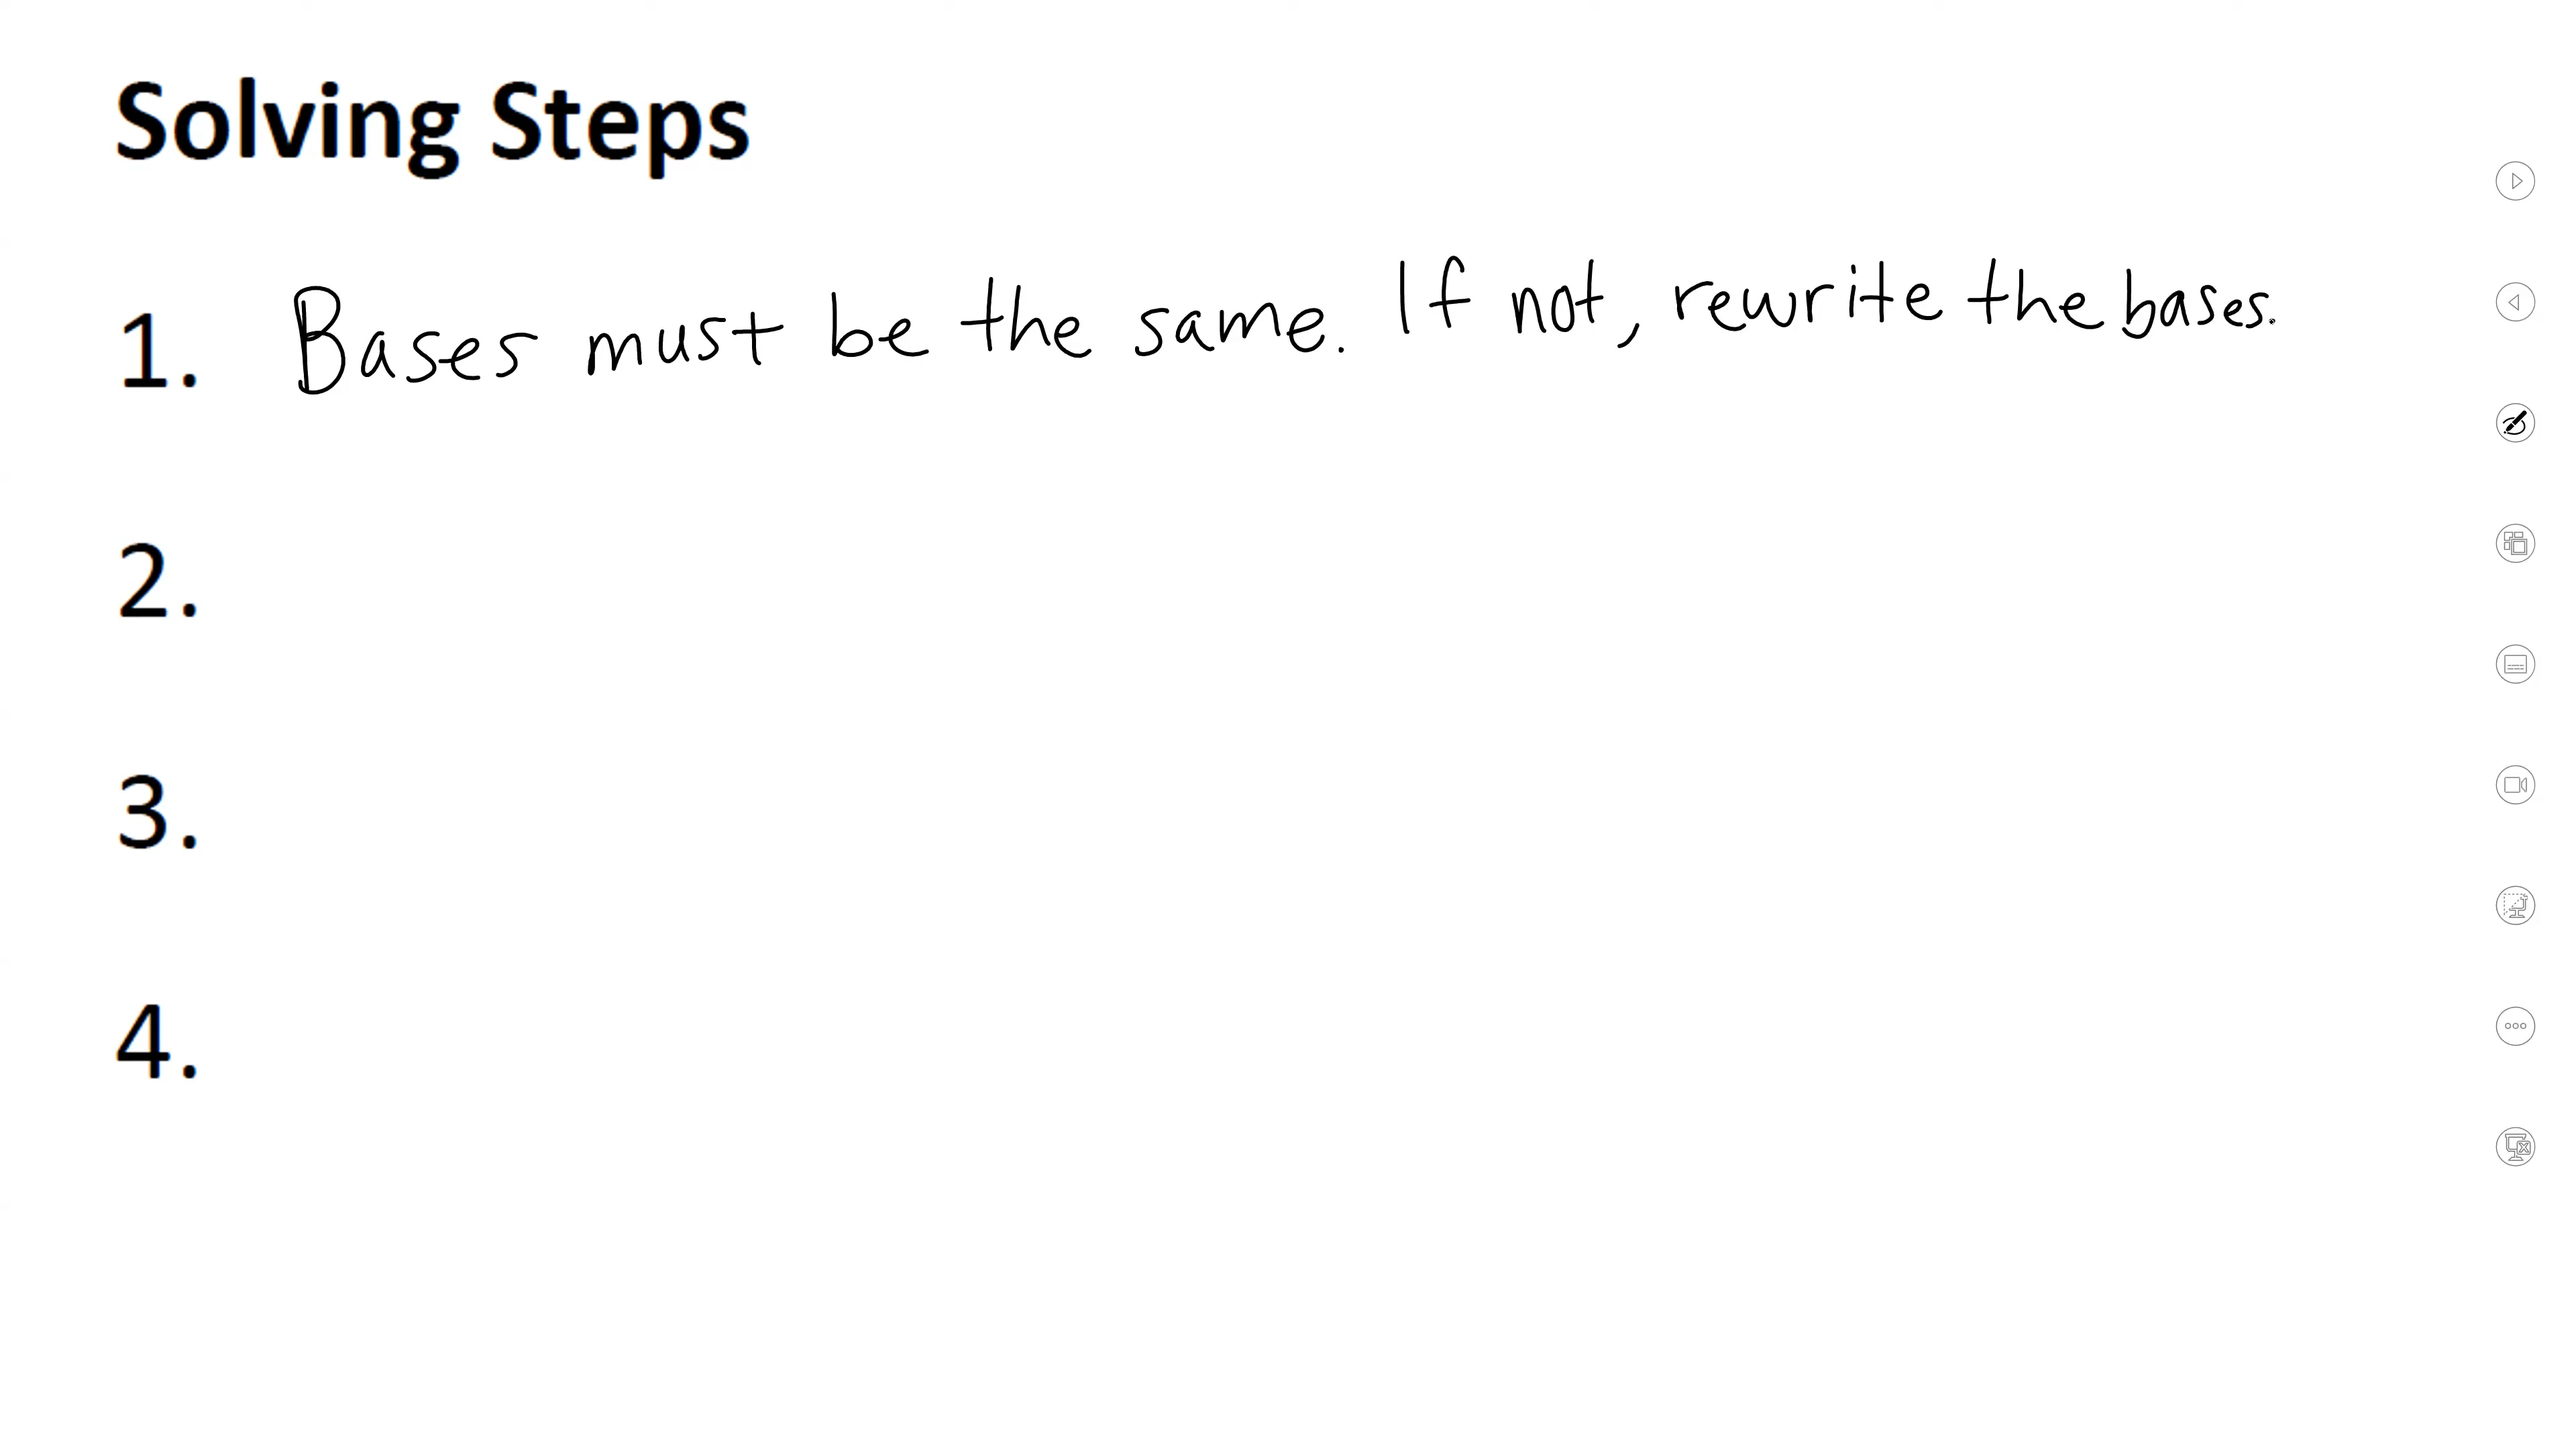 Solving Steps
1. Bases must be the same. If not, rewrite the bases.
2.
3.
4.